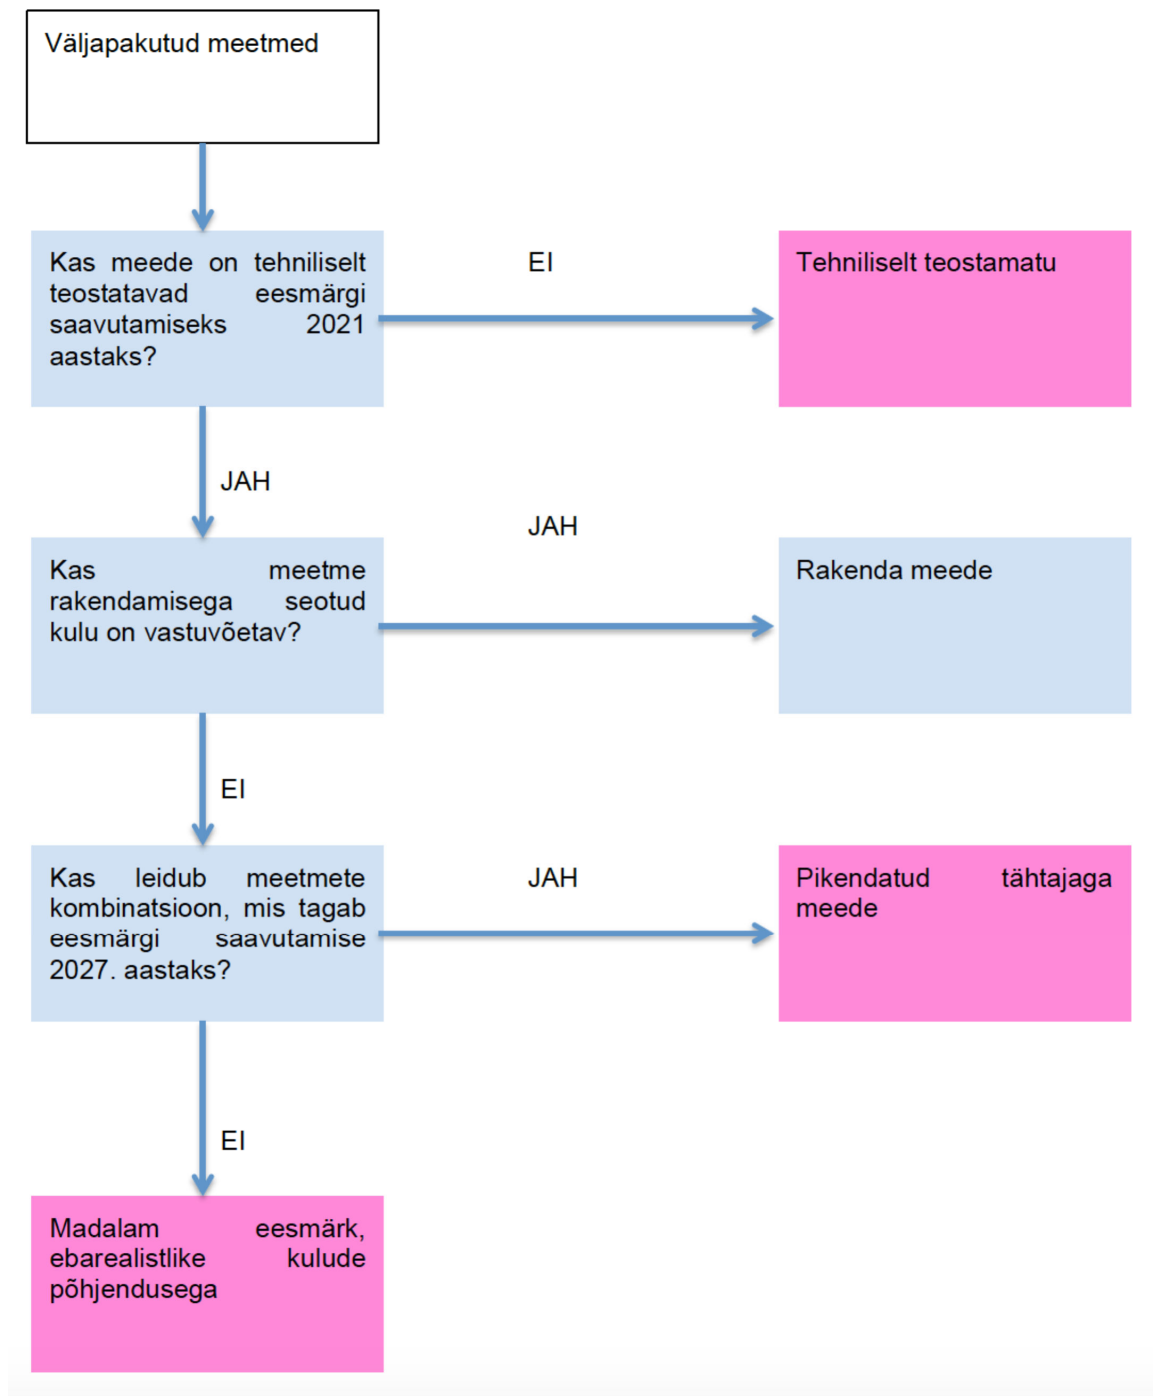 Väljapakutud meetmed
Kas meede on tehniliselt
teostatavad eesmärgi
saavutamiseks 2021
aastaks?
EI
Tehniliselt teostamatu
JAH
Kas meetme
rakendamisega seotud
kulu on vastuvõetav?
JAH
Rakenda meede
EI
Kas leidub meetmete
kombinatsioon, mis tagab
eesmärgi saavutamise
2027. aastaks?
JAH
Pikendatud tähtajaga
meede
EI
Madalam eesmärk,
ebarealistlike kulude
põhjendusega